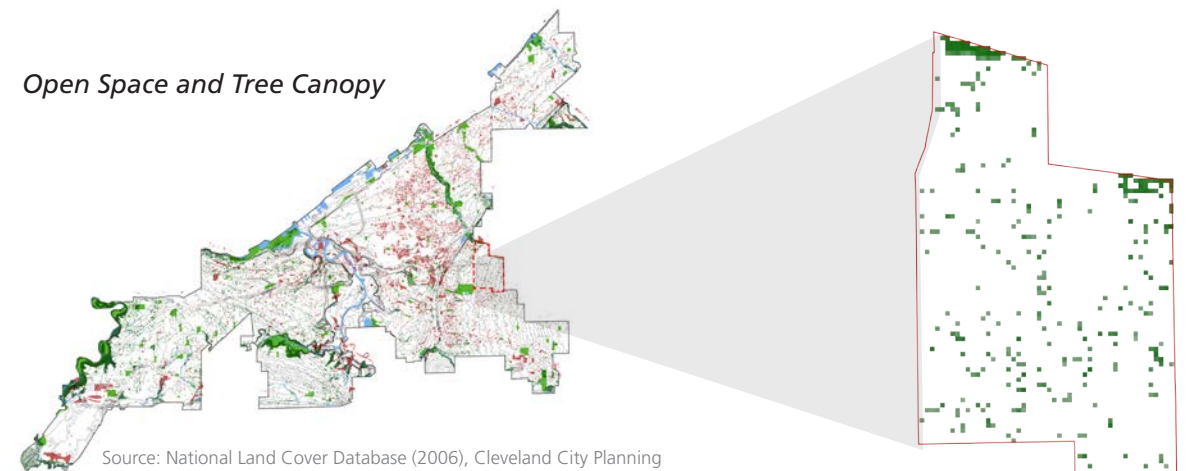 Open Space and Tree Canopy
Source: National Land Cover Database (2006), Cleveland City Planning